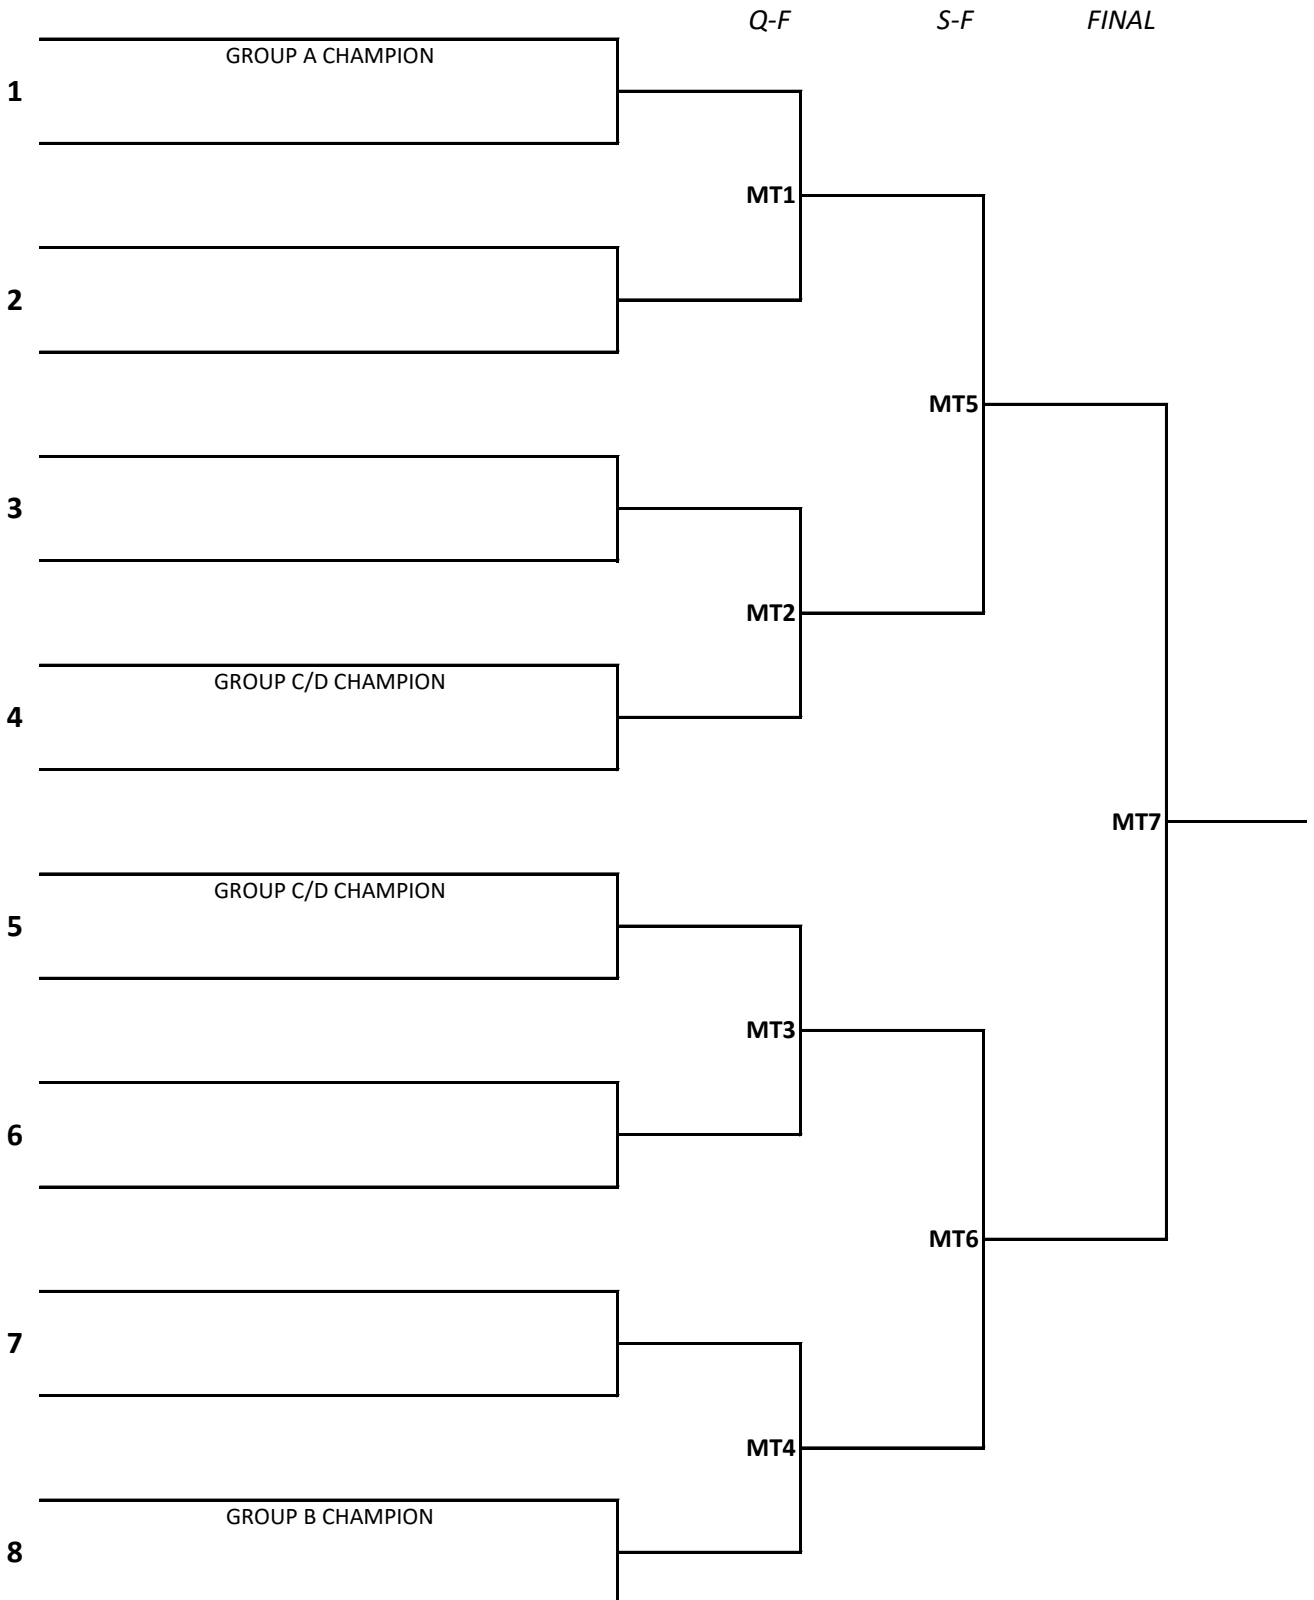 Q-F S-F FINAL
GROUP A CHAMPION
1
MT1
2
MT5
3
MT2
GROUP C/D CHAMPION
4
MT7
GROUP C/D CHAMPION
5
MT3
6
MT6
7
MT4
GROUP B CHAMPION
8